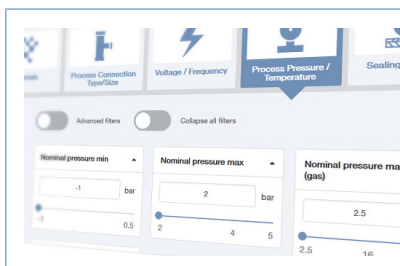 Process Connection
Type/Size
Voltage / Frequency
Process Pressure /
Temperature
Sealing
Advanced filters
Collapse all filters
Nominal pressure min
-1
bar
-1
0.5
Nominal pressure max
2
bar
2
4
5
Nominal pressure ma
(gas)
2.5
2.5
16